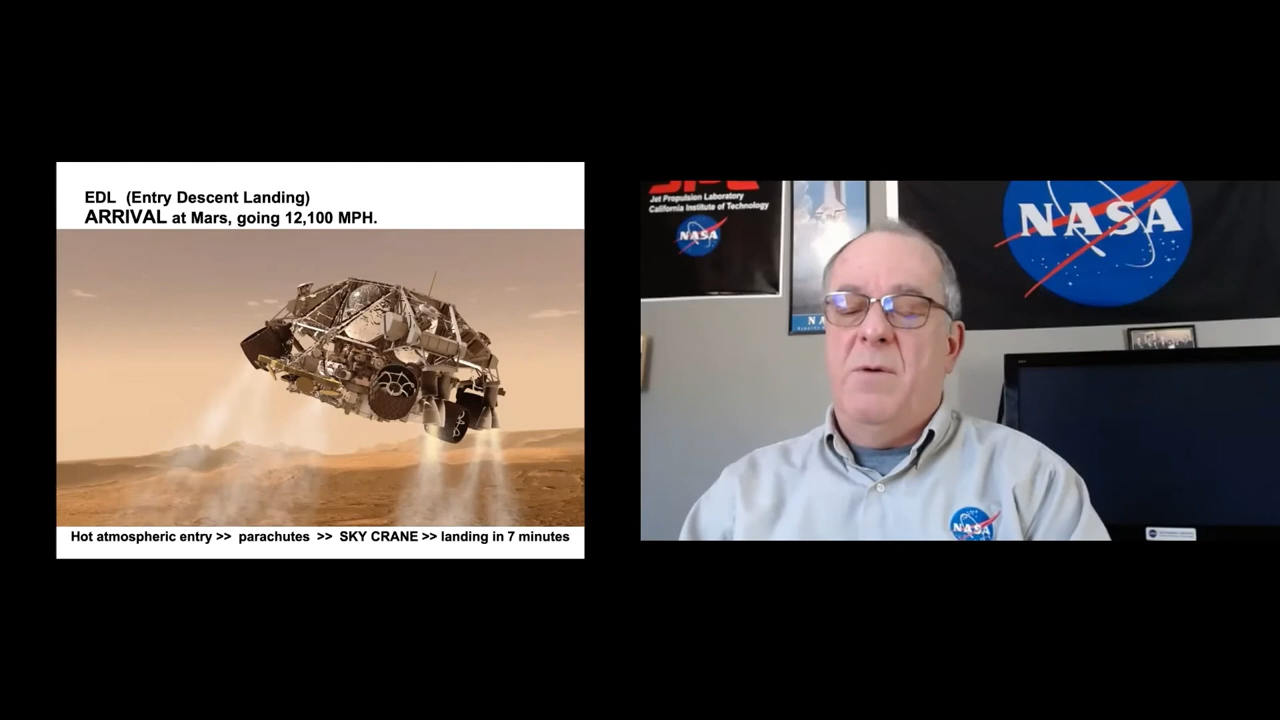 EDL (Entry Descent Landing)
ARRIVAL at Mars, going 12,100 MPH.
Hot atmospheric entry >> parachutes >> SKY CRANE >> landing in 7 minutes
Jet Propulsion Laboratory
California Institute of Technology
NASA
NASA
NASA